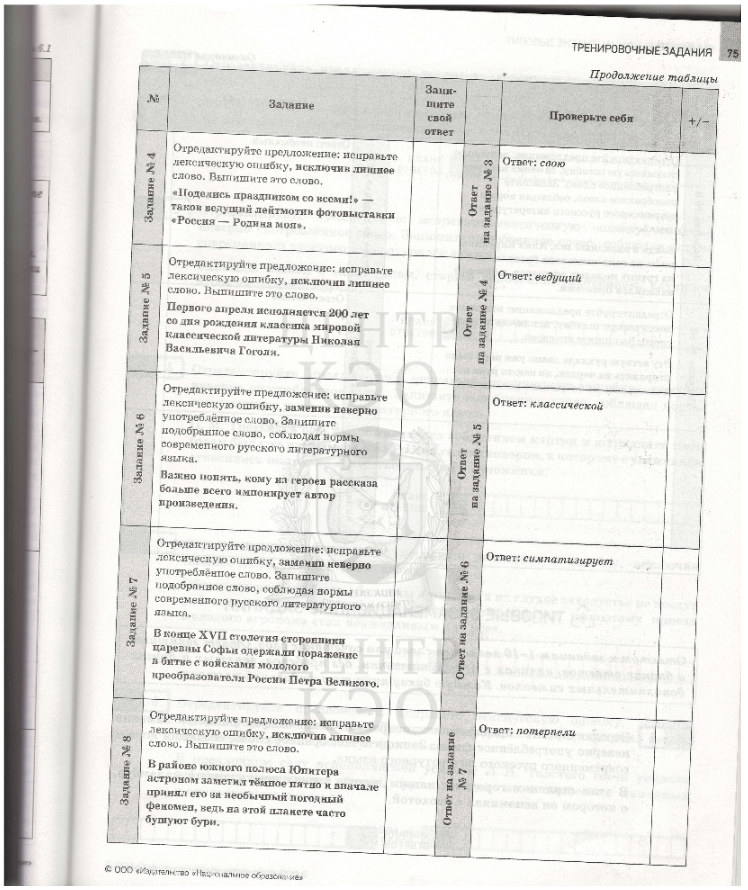 ТРЕНИРОВОЧНЫЕ ЗАДАНИЯ 75
Продолжение таблицы
№
Задание
Запи-
шите
свой
ответ
Проверьте себя
+/−
Задание № 4
Отредактируйте предложение: исправьте
лексическую ошибку, исключив лишнее
слово. Выпишите это слово.
«Поделись праздником со всеми!» —
таков ведущий лейтмотив фотовыставки
«Россия — Родина моя».
Ответ
на задание № 3
Ответ: свою
Задание № 5
Отредактируйте предложение: исправьте
лексическую ошибку, исключив лишнее
слово. Выпишите это слово.
Первого апреля исполняется 200 лет
со дня рождения классика мировой
классической литературы Николая
Васильевича Гоголя.
Ответ
на задание № 4
Ответ: ведущий
Задание № 6
Отредактируйте предложение: исправьте
лексическую ошибку, заменив неверно
употреблённое слово. Запишите
подобранное слово, соблюдая нормы
современного русского литературного
языка.
Важно понять, кому из героев рассказа
больше всего импонирует автор
произведения.
Ответ
на задание № 5
Ответ: классической
Задание № 7
Отредактируйте предложение: исправьте
лексическую ошибку, заменив неверно
употреблённое слово. Запишите
подобранное слово, соблюдая нормы
современного русского литературного
языка.
В конце XVII столетия сторонники
царевны Софьи одержали поражение
в битве с войсками молодого
преобразователя России Петра Великого.
Ответ на задание № 6
Ответ: симпатизирует
Задание № 8
Отредактируйте предложение: исправьте
лексическую ошибку, исключив лишнее
слово. Выпишите это слово.
В районе южного полюса Юпитера
астроном заметил тёмное пятно и вначале
принял его за необычный погодный
феномен, ведь на этой планете часто
бушуют бури.
Ответ на задание
№ 7
Ответ: потерпели
ЦЕНТР
КЭО
ЦЕНТР
КЭО
© ООО «Издательство «Национальное образование»